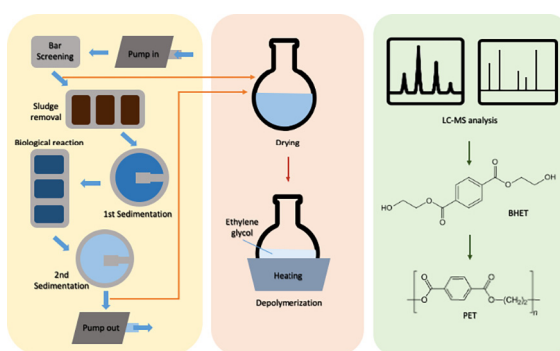 Bar
Screening
Pump in
Sludge
removal
Biological reaction
1st Sedimentation
2nd
Sedimentation
Pump out
Drying
Ethylene
glycol
Heating
Depolymerization
LC-MS analysis
HO
O
O
O
O
OH
BHET
O
O
O
O
(CH₂)₂
n
PET